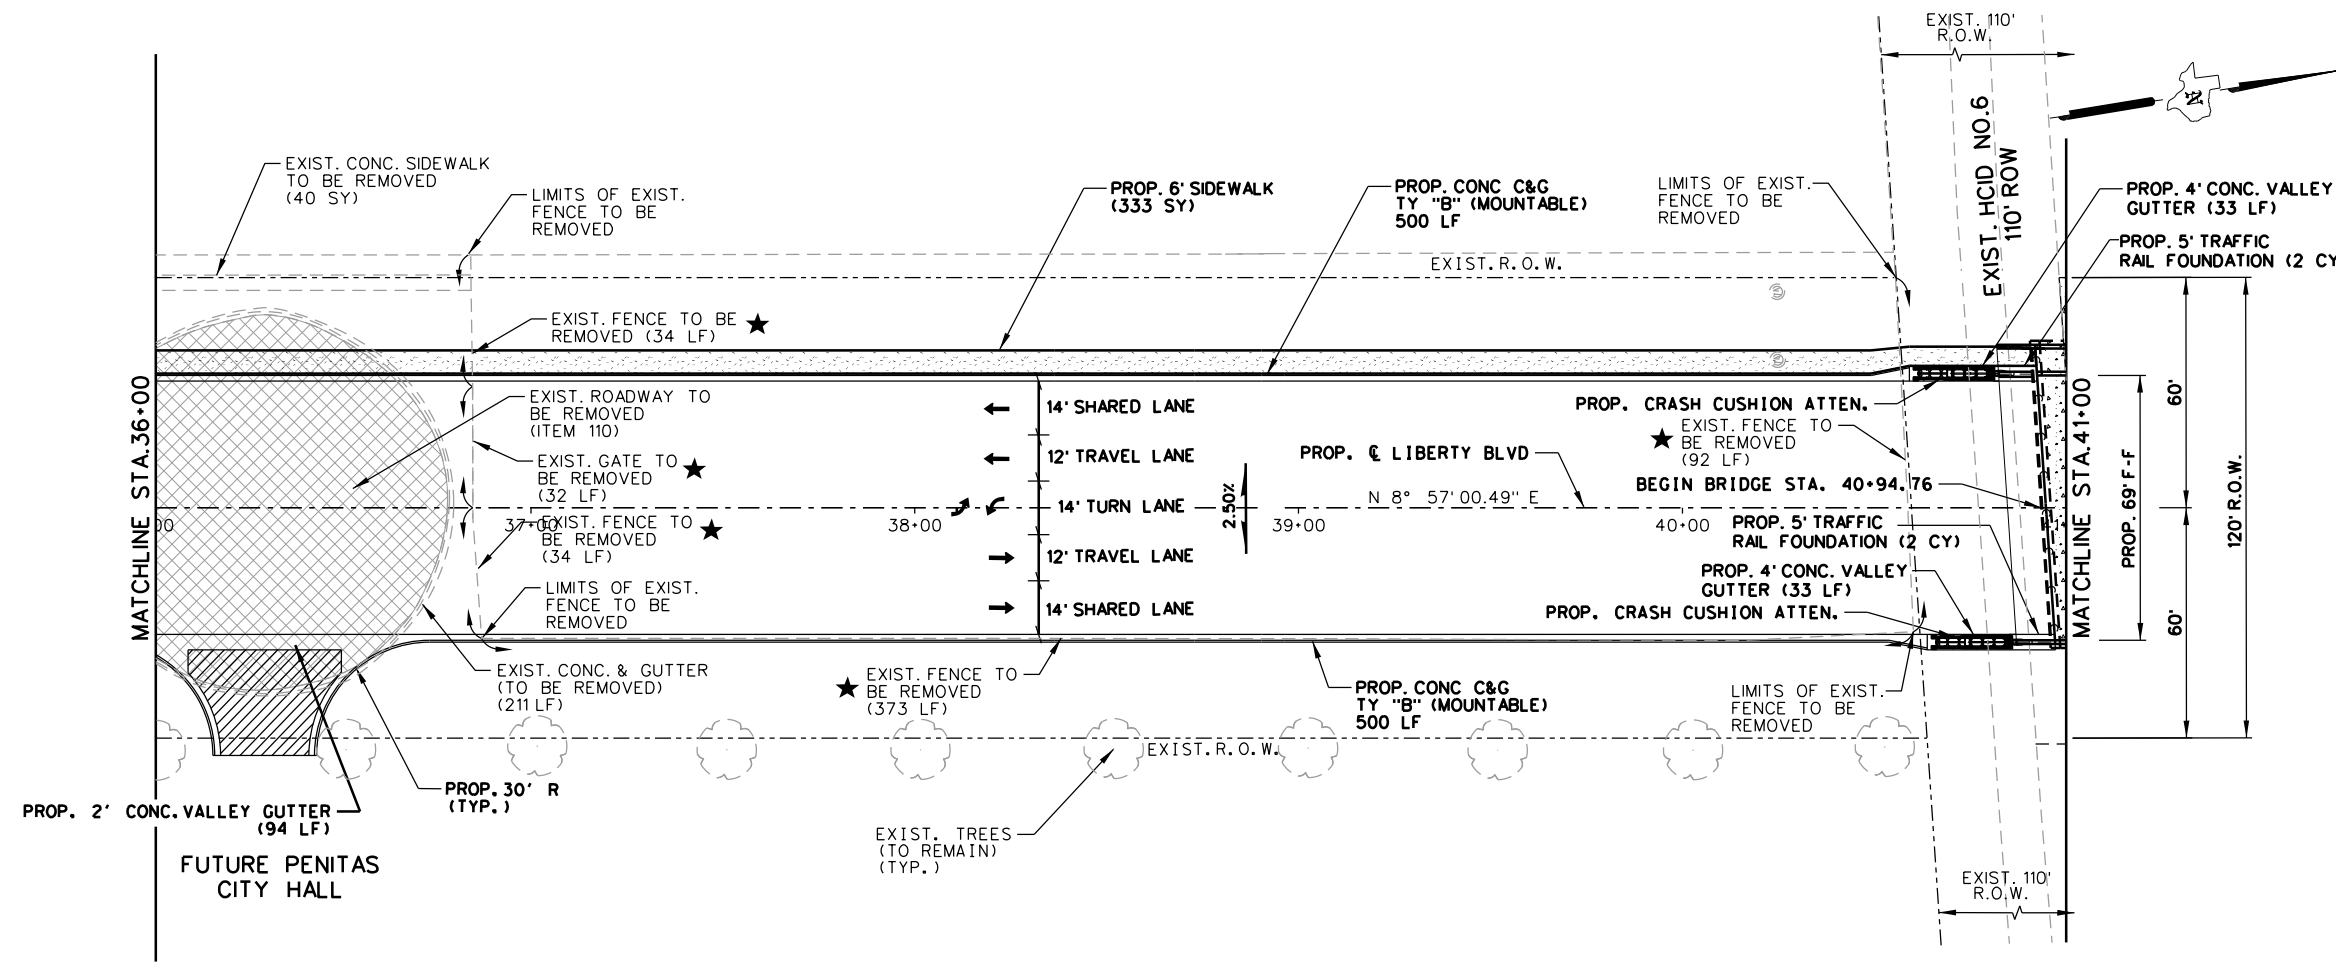 EXIST. 110'
R.O.W.
N
EXIST. HCID NO.6
110' ROW
EXIST. CONC. SIDEWALK
TO BE REMOVED
(40 SY)
LIMITS OF EXIST.
FENCE TO BE
REMOVED
PROP. 6' SIDEWALK
(333 SY)
PROP. CONC C&G
TY "B" (MOUNTABLE)
500 LF
LIMITS OF EXIST.
FENCE TO BE
REMOVED
PROP. 4' CONC. VALLEY
GUTTER (33 LF)
PROP. 5' TRAFFIC
RAIL FOUNDATION (2 CY
EXIST. R.O.W.
EXIST. FENCE TO BE
REMOVED (34 LF)
MATCHLINE STA. 36+00
EXIST. ROADWAY TO
BE REMOVED
(ITEM 110)
EXIST. GATE TO
BE REMOVED
(32 LF)
EXIST. FENCE TO
BE REMOVED
(34 LF)
LIMITS OF EXIST.
FENCE TO BE
REMOVED
00
37+00
38+00
39+00
40+00
14' SHARED LANE
12' TRAVEL LANE
14' TURN LANE
12' TRAVEL LANE
14' SHARED LANE
2.50%
PROP. ℄ LIBERTY BLVD
N 8° 57' 00.49" E
PROP. CRASH CUSHION ATTEN.
EXIST. FENCE TO
BE REMOVED
(92 LF)
BEGIN BRIDGE STA. 40+94.76
PROP. 5' TRAFFIC
RAIL FOUNDATION (2 CY)
PROP. 4' CONC. VALLEY
GUTTER (33 LF)
PROP. CRASH CUSHION ATTEN.
MATCHLINE STA. 41+00
PROP. 69' F-F
60'
60'
120' R.O.W.
EXIST. CONC. & GUTTER
(TO BE REMOVED)
(211 LF)
EXIST. FENCE TO
BE REMOVED
(373 LF)
PROP. CONC C&G
TY "B" (MOUNTABLE)
500 LF
LIMITS OF EXIST.
FENCE TO BE
REMOVED
EXIST. R.O.W.
PROP. 30' R
(TYP.)
PROP. 2' CONC. VALLEY GUTTER
(94 LF)
FUTURE PENITAS
CITY HALL
EXIST. TREES
(TO REMAIN)
(TYP.)
EXIST. 110'
R.O.W.